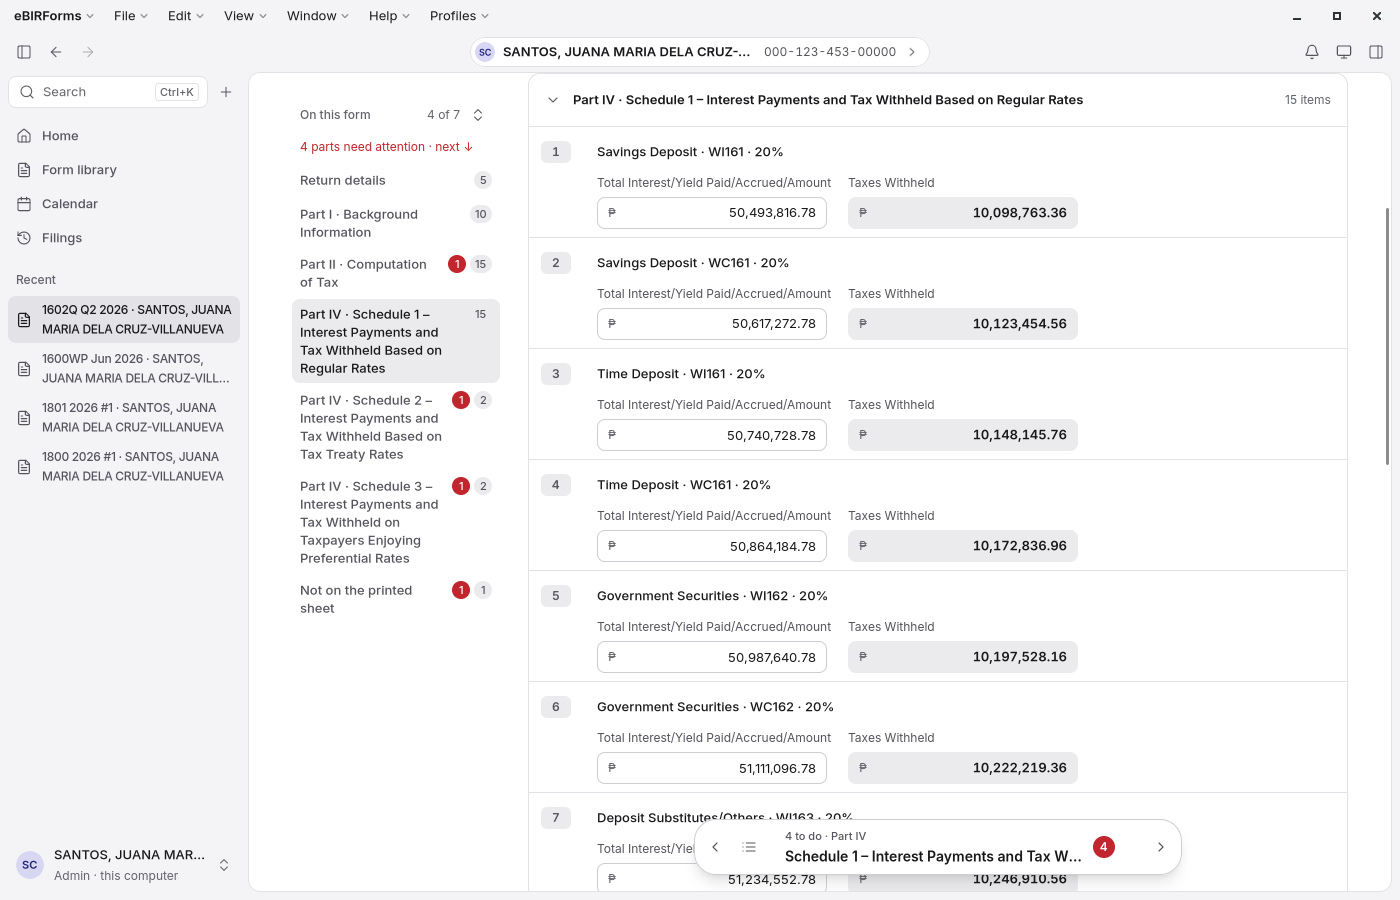 eBIRForms File Edit View Window Help Profiles
SC SANTOS, JUANA MARIA DELA CRUZ-... 000-123-453-00000
Search Ctrl+K
Home
Form library
Calendar
Filings
Recent
1602Q Q2 2026 · SANTOS, JUANA
MARIA DELA CRUZ-VILLANUEVA
1600WP Jun 2026 · SANTOS,
JUANA MARIA DELA CRUZ-VILL...
1801 2026 #1 · SANTOS, JUANA
MARIA DELA CRUZ-VILLANUEVA
1800 2026 #1 · SANTOS, JUANA
MARIA DELA CRUZ-VILLANUEVA
SC SANTOS, JUANA MAR...
Admin · this computer
On this form 4 of 7
4 parts need attention · next ↓
Return details 5
Part I · Background 10
Information
Part II · Computation 1 15
of Tax
Part IV · Schedule 1 – 15
Interest Payments and
Tax Withheld Based on
Regular Rates
Part IV · Schedule 2 – 1 2
Interest Payments and
Tax Withheld Based on
Tax Treaty Rates
Part IV · Schedule 3 – 1 2
Interest Payments and
Tax Withheld on
Taxpayers Enjoying
Preferential Rates
Not on the printed 1 1
sheet
Part IV · Schedule 1 – Interest Payments and Tax Withheld Based on Regular Rates 15 items
1 Savings Deposit · WI161 · 20%
Total Interest/Yield Paid/Accrued/Amount Taxes Withheld
₱ 50,493,816.78 ₱ 10,098,763.36
2 Savings Deposit · WC161 · 20%
Total Interest/Yield Paid/Accrued/Amount Taxes Withheld
₱ 50,617,272.78 ₱ 10,123,454.56
3 Time Deposit · WI161 · 20%
Total Interest/Yield Paid/Accrued/Amount Taxes Withheld
₱ 50,740,728.78 ₱ 10,148,145.76
4 Time Deposit · WC161 · 20%
Total Interest/Yield Paid/Accrued/Amount Taxes Withheld
₱ 50,864,184.78 ₱ 10,172,836.96
5 Government Securities · WI162 · 20%
Total Interest/Yield Paid/Accrued/Amount Taxes Withheld
₱ 50,987,640.78 ₱ 10,197,528.16
6 Government Securities · WC162 · 20%
Total Interest/Yield Paid/Accrued/Amount Taxes Withheld
₱ 51,111,096.78 ₱ 10,222,219.36
7 Deposit Substitutes/Others · WI163 · 20%
Total Interest/Yie
₱ 51,234,552.78 ₱ 10,246,910.56
4 to do · Part IV
Schedule 1 – Interest Payments and Tax W... 4